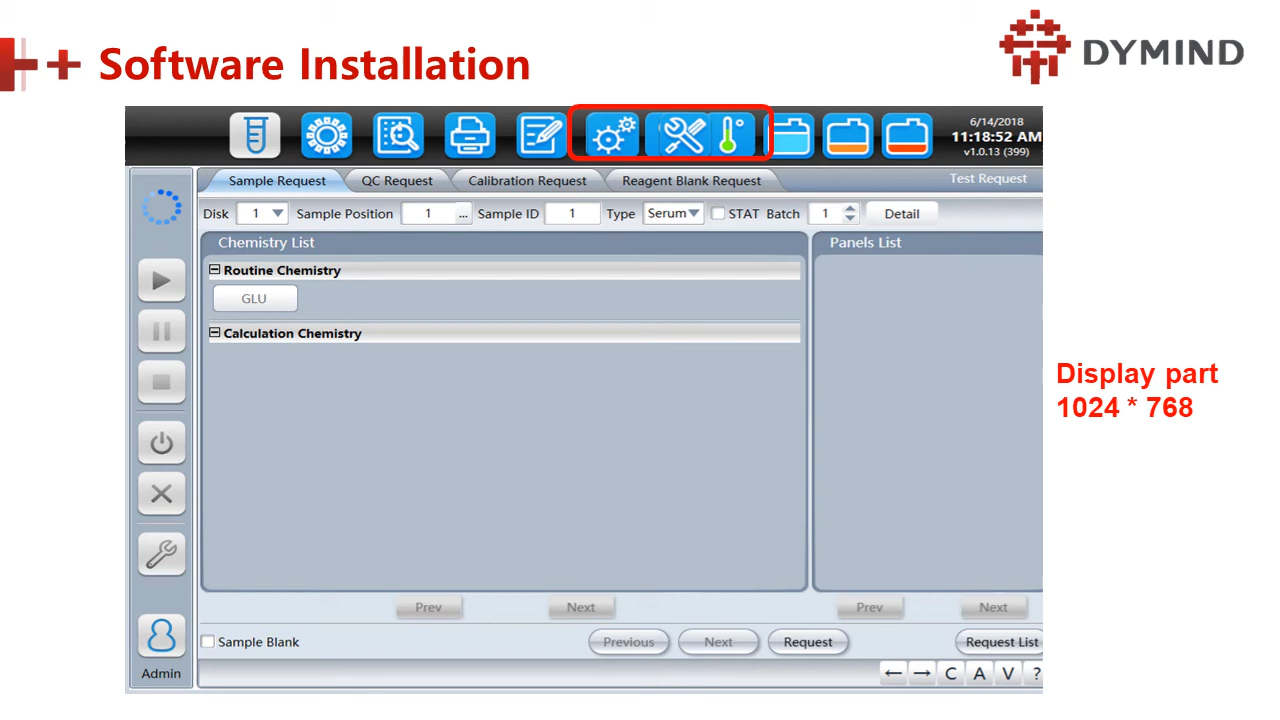 Software Installation
DYMIND
6/14/2018
11:18:52 AM
v1.0.13 (399)
Sample Request
QC Request
Calibration Request
Reagent Blank Request
Test Request
Disk 1 Sample Position 1 ... Sample ID 1 Type Serum STAT Batch 1 Detail
Chemistry List
Panels List
Routine Chemistry
GLU
Calculation Chemistry
Display part
1024 * 768
Prev
Next
Prev
Next
Sample Blank
Previous
Next
Request
Request List
Admin
← → C A V ?